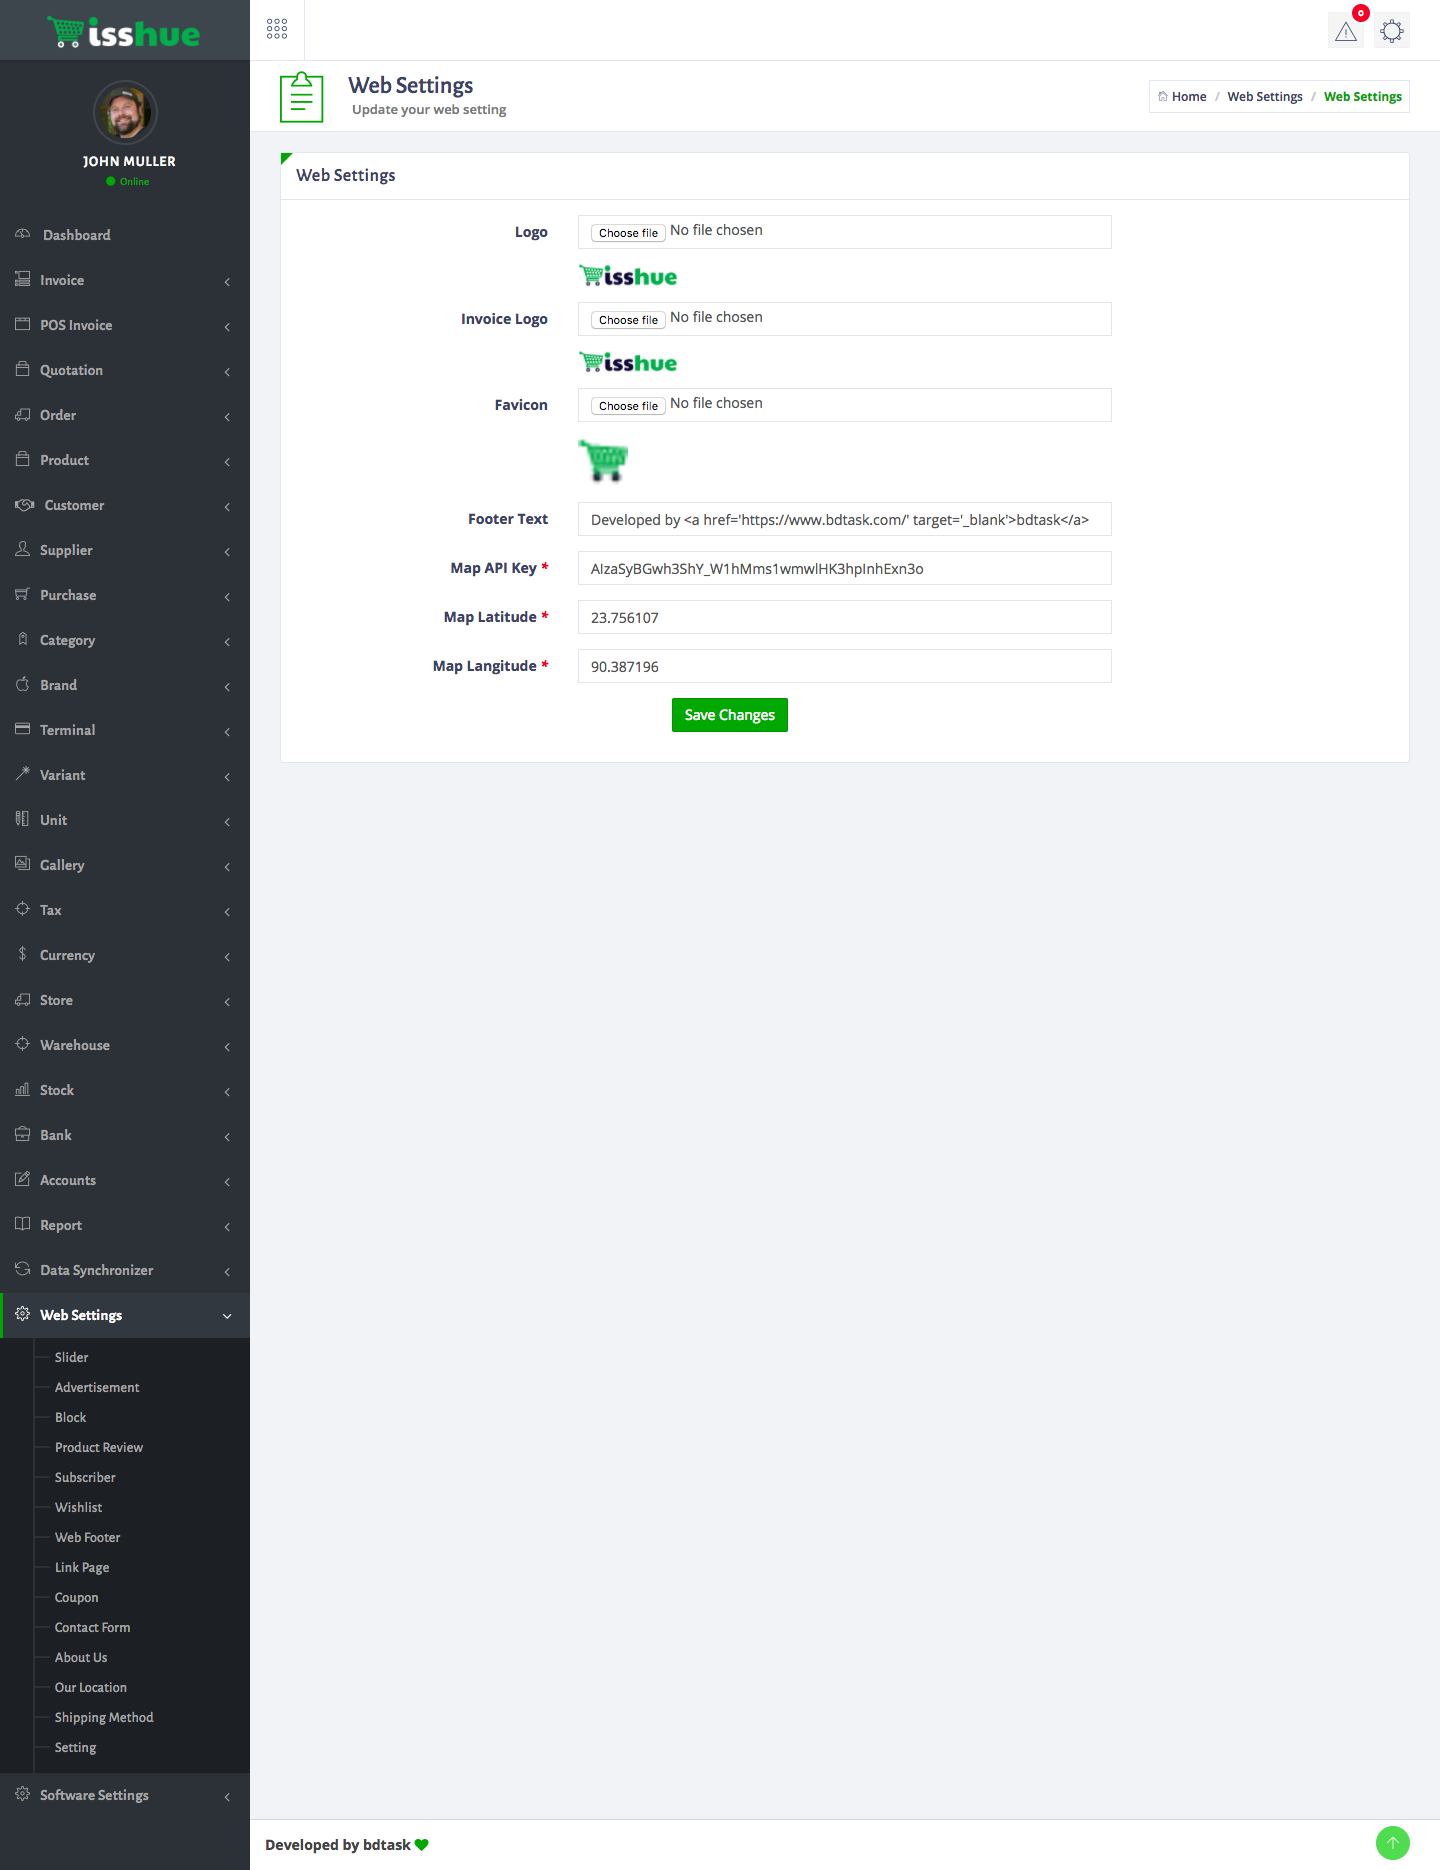 isshue
0
JOHN MULLER
Online
Dashboard
Invoice
POS Invoice
Quotation
Order
Product
Customer
Supplier
Purchase
Category
Brand
Terminal
Variant
Unit
Gallery
Tax
Currency
Store
Warehouse
Stock
Bank
Accounts
Report
Data Synchronizer
Web Settings
Slider
Advertisement
Block
Product Review
Subscriber
Wishlist
Web Footer
Link Page
Coupon
Contact Form
About Us
Our Location
Shipping Method
Setting
Software Settings
Web Settings
Update your web setting
Home / Web Settings / Web Settings
Web Settings
Logo Choose file No file chosen
isshue
Invoice Logo Choose file No file chosen
isshue
Favicon Choose file No file chosen
Footer Text Developed by <a href='https://www.bdtask.com/' target='_blank'>bdtask</a>
Map API Key * AIzaSyBGwh3ShY_W1hMms1wmwlHK3hpInhExn3o
Map Latitude * 23.756107
Map Langitude * 90.387196
Save Changes
Developed by bdtask